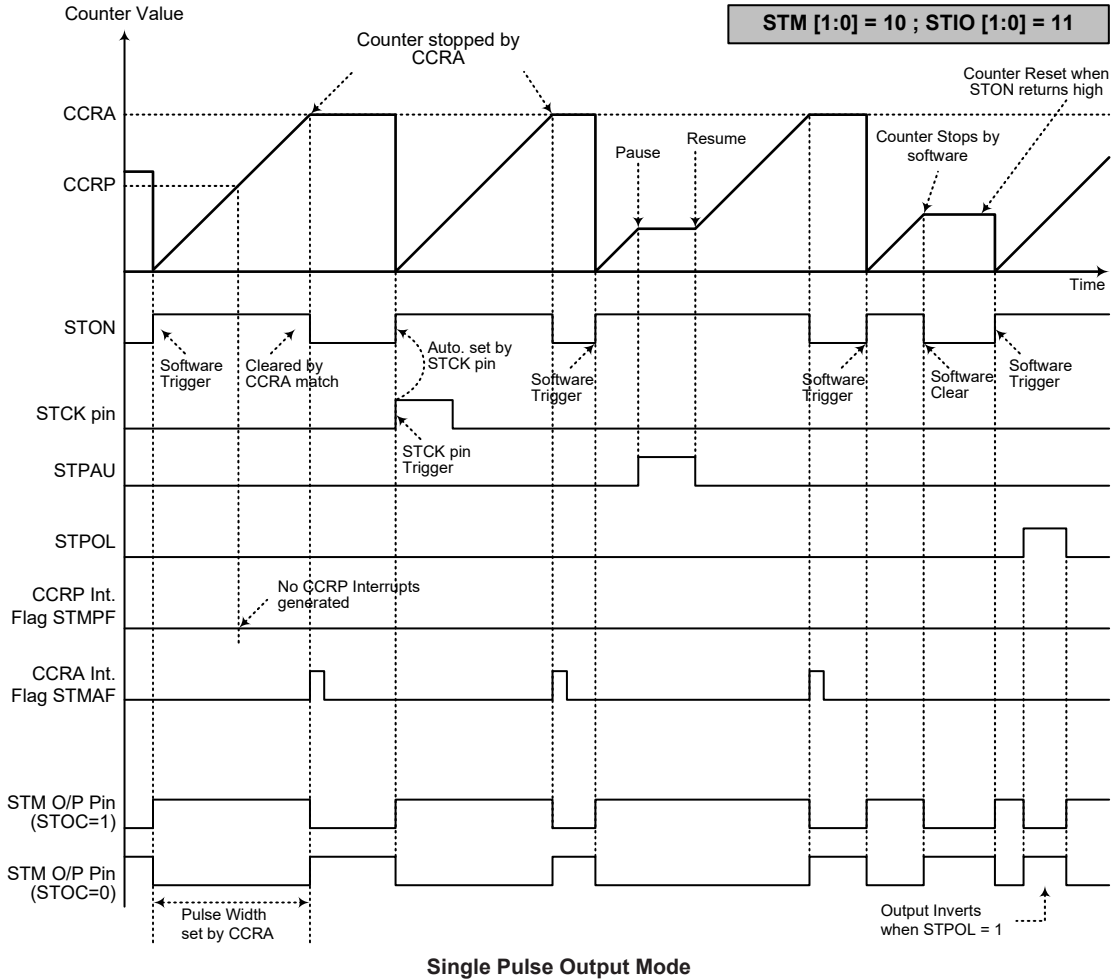 Counter Value
STM [1:0] = 10 ; STIO [1:0] = 11
Counter stopped by
CCRA
Counter Reset when
STON returns high
CCRA
Pause
Resume
Counter Stops by
software
CCRP
Time
STON
Software
Trigger
Cleared by
CCRA match
Auto. set by
STCK pin
Software
Trigger
Software
Trigger
Software
Clear
Software
Trigger
STCK pin
STCK pin
Trigger
STPAU
STPOL
CCRP Int.
Flag STMPF
No CCRP Interrupts
generated
CCRA Int.
Flag STMAF
STM O/P Pin
(STOC=1)
STM O/P Pin
(STOC=0)
Pulse Width
set by CCRA
Output Inverts
when STPOL = 1
Single Pulse Output Mode